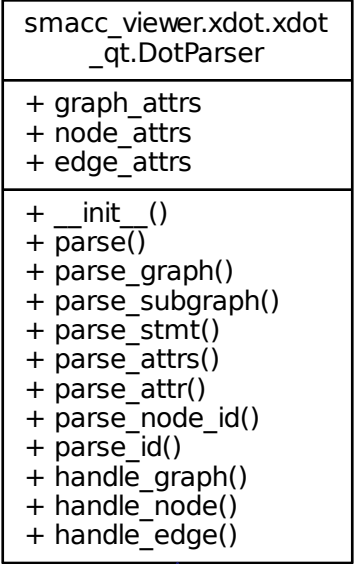 smacc_viewer.xdot.xdot
_qt.DotParser
+ graph_attrs
+ node_attrs
+ edge_attrs
+ __init__()
+ parse()
+ parse_graph()
+ parse_subgraph()
+ parse_stmt()
+ parse_attrs()
+ parse_attr()
+ parse_node_id()
+ parse_id()
+ handle_graph()
+ handle_node()
+ handle_edge()